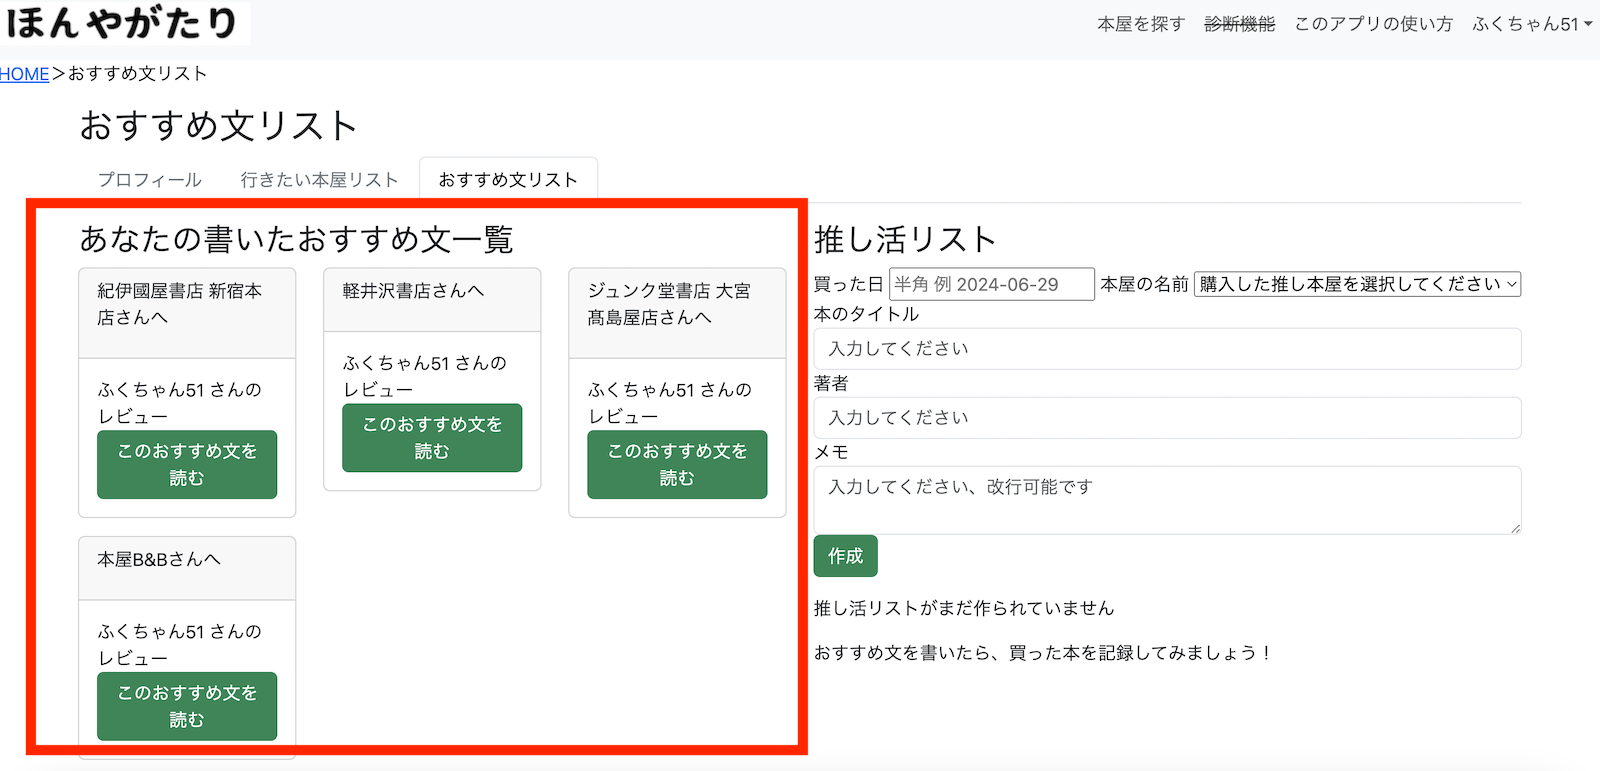 ほんやがたり
本屋を探す 診断機能 このアプリの使い方 ふくちゃん51
HOME＞おすすめ文リスト
おすすめ文リスト
プロフィール 行きたい本屋リスト おすすめ文リスト
あなたの書いたおすすめ文一覧
紀伊國屋書店 新宿本
店さんへ
ふくちゃん51 さんの
レビュー
このおすすめ文を
読む
軽井沢書店さんへ
ふくちゃん51 さんの
レビュー
このおすすめ文を
読む
ジュンク堂書店 大宮
髙島屋店さんへ
ふくちゃん51 さんの
レビュー
このおすすめ文を
読む
本屋B&Bさんへ
ふくちゃん51 さんの
レビュー
このおすすめ文を
読む
推し活リスト
買った日 半角 例 2024-06-29 本屋の名前 購入した推し本屋を選択してください
本のタイトル
入力してください
著者
入力してください
メモ
入力してください、改行可能です
作成
推し活リストがまだ作られていません
おすすめ文を書いたら、買った本を記録してみましょう！